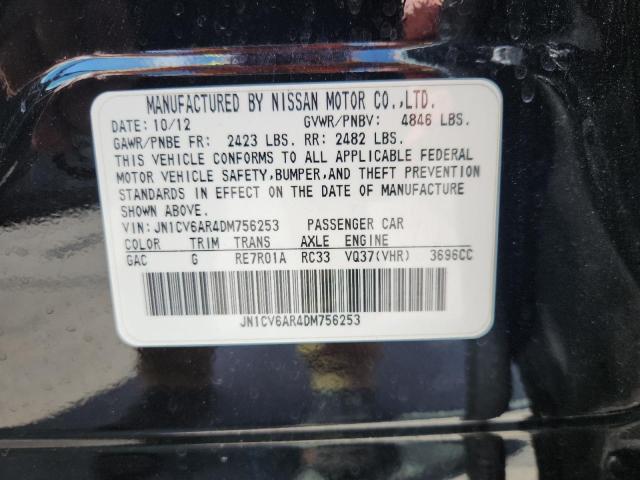 MANUFACTURED BY NISSAN MOTOR CO.,LTD.
DATE: 10/12 GVWR/PNBV: 4846 LBS.
GAWR/PNBE FR: 2423 LBS. RR: 2482 LBS.
THIS VEHICLE CONFORMS TO ALL APPLICABLE FEDERAL
MOTOR VEHICLE SAFETY,BUMPER,AND THEFT PREVENTION
STANDARDS IN EFFECT ON THE DATE OF MANUFACTURE
SHOWN ABOVE.
VIN: JN1CV6AR4DM756253 PASSENGER CAR
COLOR TRIM TRANS AXLE ENGINE
GAC G RE7R01A RC33 VQ37(VHR) 3696CC
JN1CV6AR4DM756253